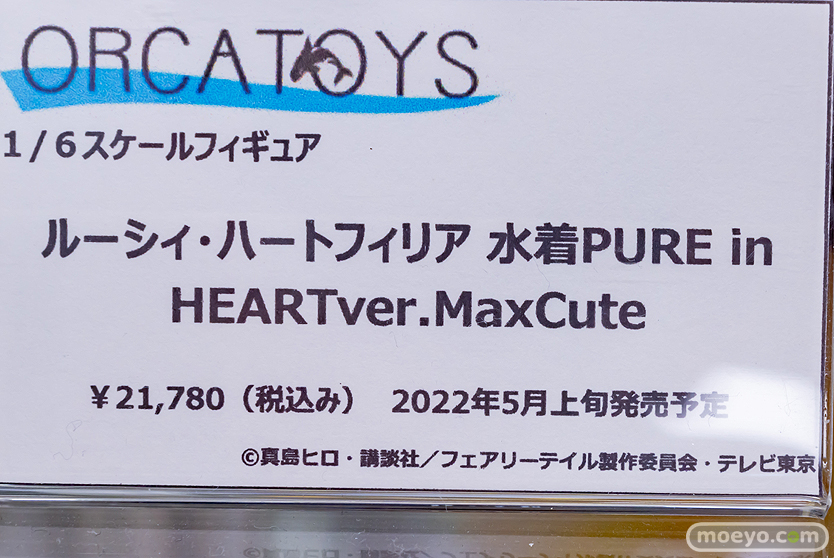 ORCATOYS
1/6スケールフィギュア
ルーシィ・ハートフィリア 水着PURE in
HEARTver.MaxCute
￥21,780（税込み） 2022年5月上旬発売予定
©真島ヒロ・講談社／フェアリーテイル製作委員会・テレビ東京
moeyo.com